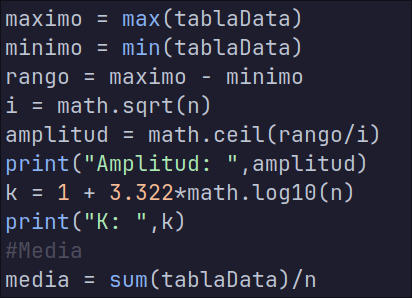 maximo = max(tablaData)
minimo = min(tablaData)
rango = maximo - minimo
i = math.sqrt(n)
amplitud = math.ceil(rango/i)
print("Amplitud: ",amplitud)
k = 1 + 3.322*math.log10(n)
print("K: ",k)
#Media
media = sum(tablaData)/n